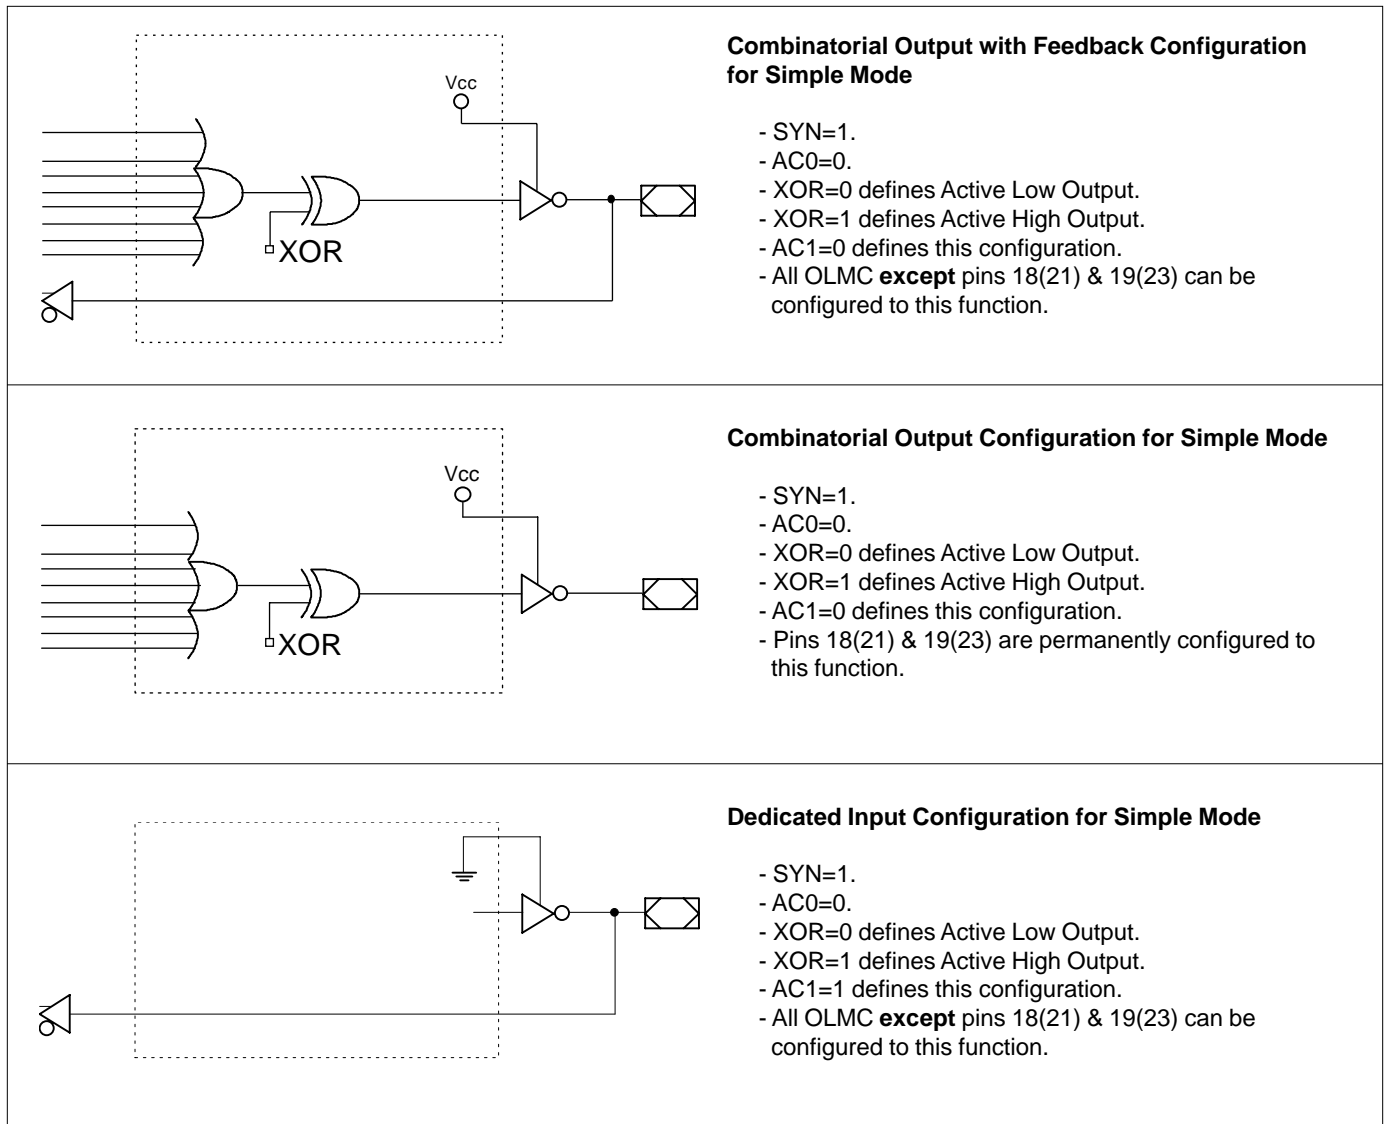 Combinatorial Output with Feedback Configuration
for Simple Mode
Vcc
- SYN=1.
- AC0=0.
- XOR=0 defines Active Low Output.
- XOR=1 defines Active High Output.
- AC1=0 defines this configuration.
- All OLMC except pins 18(21) & 19(23) can be
configured to this function.
XOR
Combinatorial Output Configuration for Simple Mode
Vcc
- SYN=1.
- AC0=0.
- XOR=0 defines Active Low Output.
- XOR=1 defines Active High Output.
- AC1=0 defines this configuration.
- Pins 18(21) & 19(23) are permanently configured to
this function.
XOR
Dedicated Input Configuration for Simple Mode
- SYN=1.
- AC0=0.
- XOR=0 defines Active Low Output.
- XOR=1 defines Active High Output.
- AC1=1 defines this configuration.
- All OLMC except pins 18(21) & 19(23) can be
configured to this function.